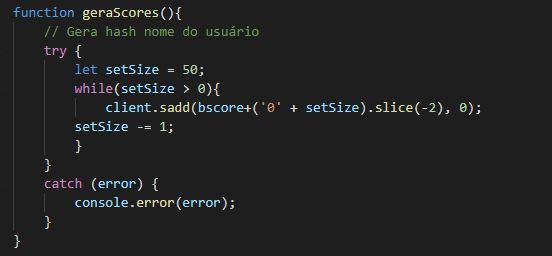 function geraScores(){
// Gera hash nome do usuário
try {
let setSize = 50;
while(setSize > 0){
client.sadd(bscore+('0' + setSize).slice(-2), 0);
setSize -= 1;
}
}
catch (error) {
console.error(error);
}
}